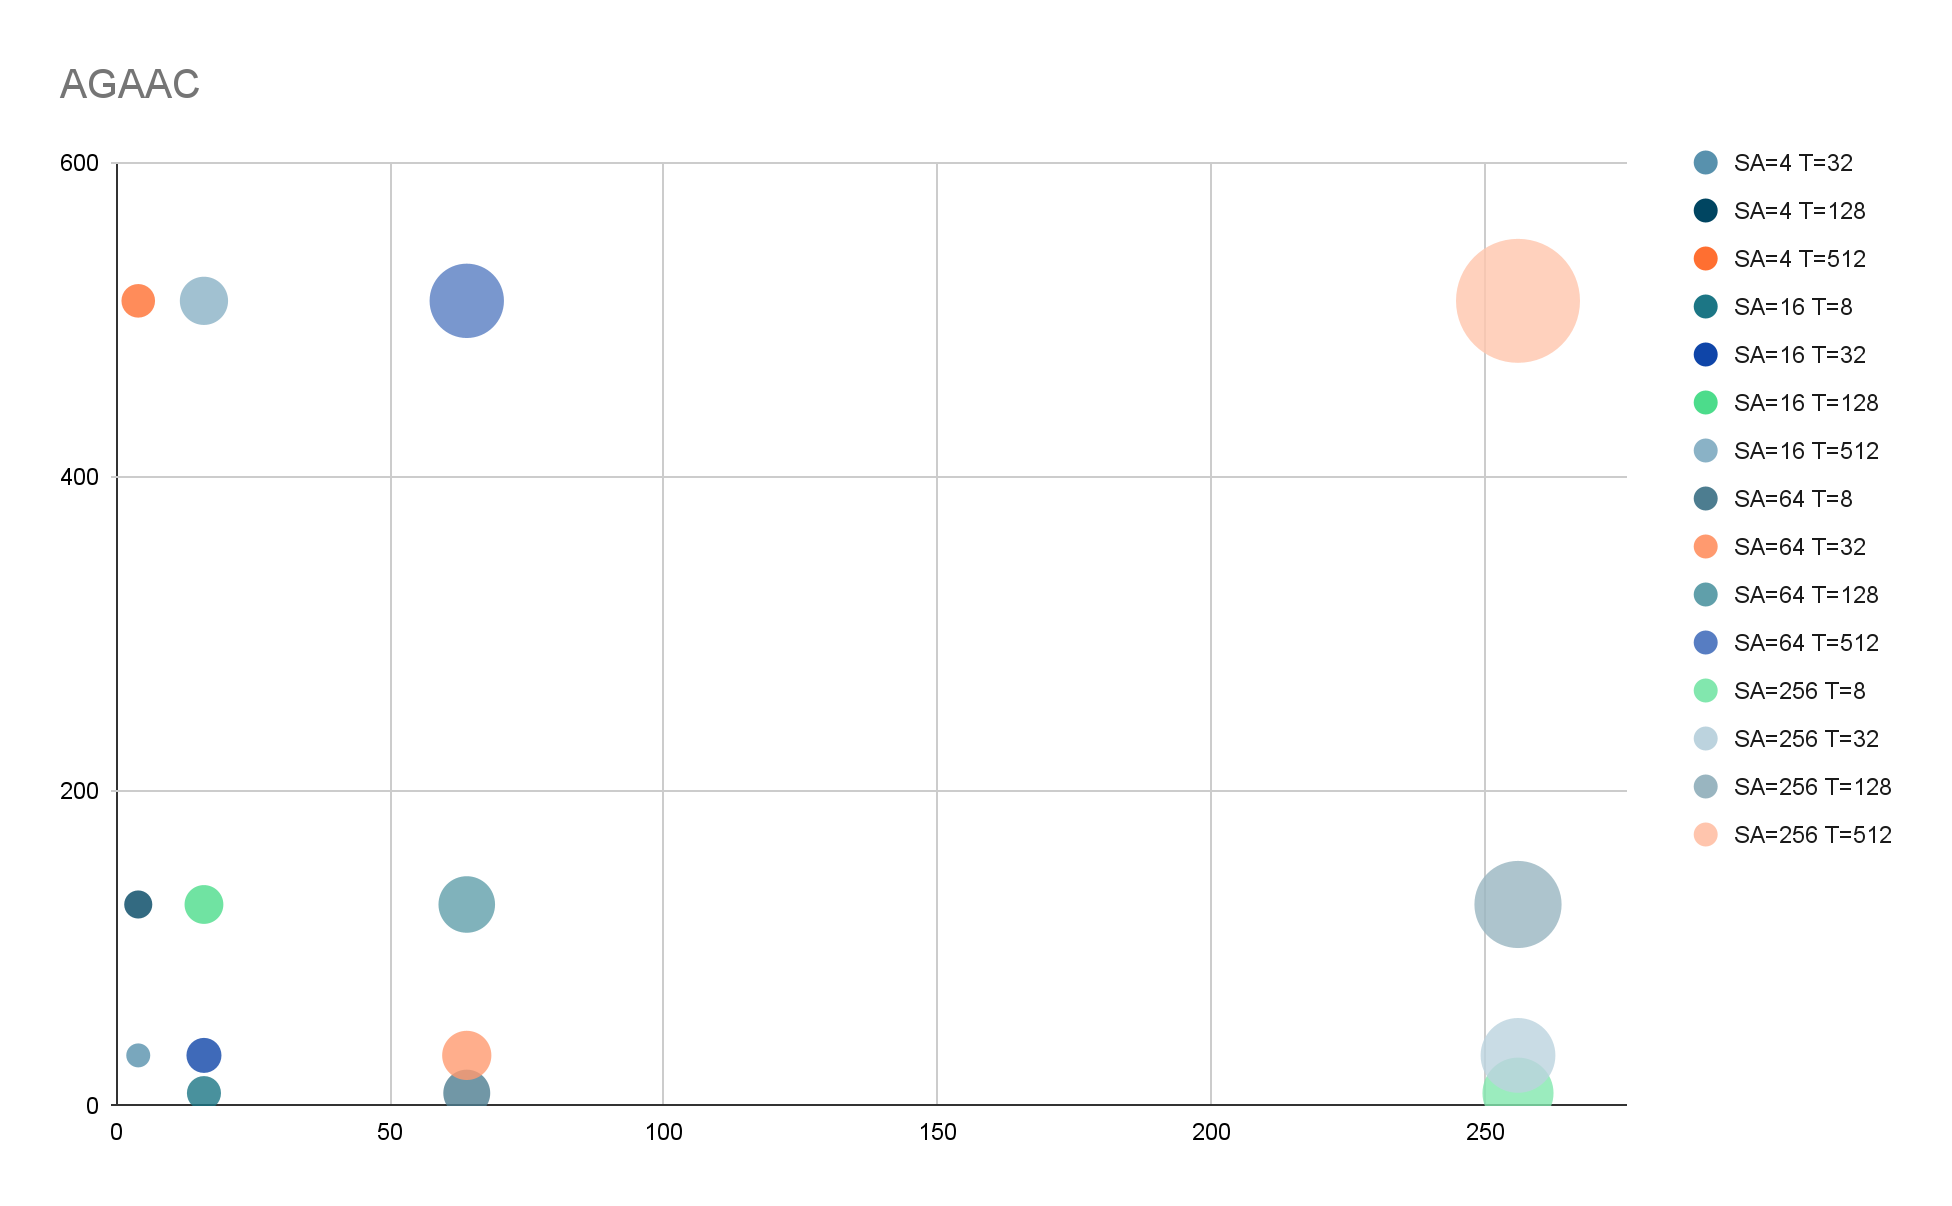 AGAAC
600
400
200
0
0 50 100 150 200 250
SA=4 T=32
SA=4 T=128
SA=4 T=512
SA=16 T=8
SA=16 T=32
SA=16 T=128
SA=16 T=512
SA=64 T=8
SA=64 T=32
SA=64 T=128
SA=64 T=512
SA=256 T=8
SA=256 T=32
SA=256 T=128
SA=256 T=512